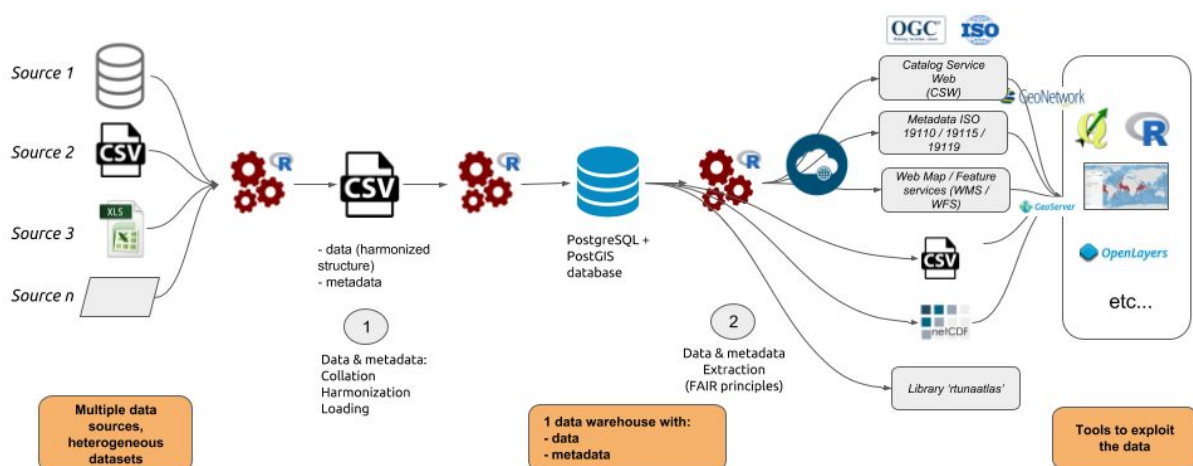 Source 1
CSV
Source 2
XLS
Source 3
Source n
R
CSV
- data (harmonized
structure)
- metadata
1
Data & metadata:
Collation
Harmonization
Loading
R
PostgreSQL +
PostGIS
database
R
2
Data & metadata
Extraction
(FAIR principles)
OGC
ISO
Catalog Service
Web
(CSW)
GeoNetwork
Metadata ISO
19110 / 19115 /
19119
Web Map / Feature
services (WMS /
WFS)
GeoServer
CSV
netCDF
Library ‘rtunaatlas’
R
OpenLayers
etc...
Multiple data
sources,
heterogeneous
datasets
1 data warehouse with:
- data
- metadata
Tools to exploit
the data